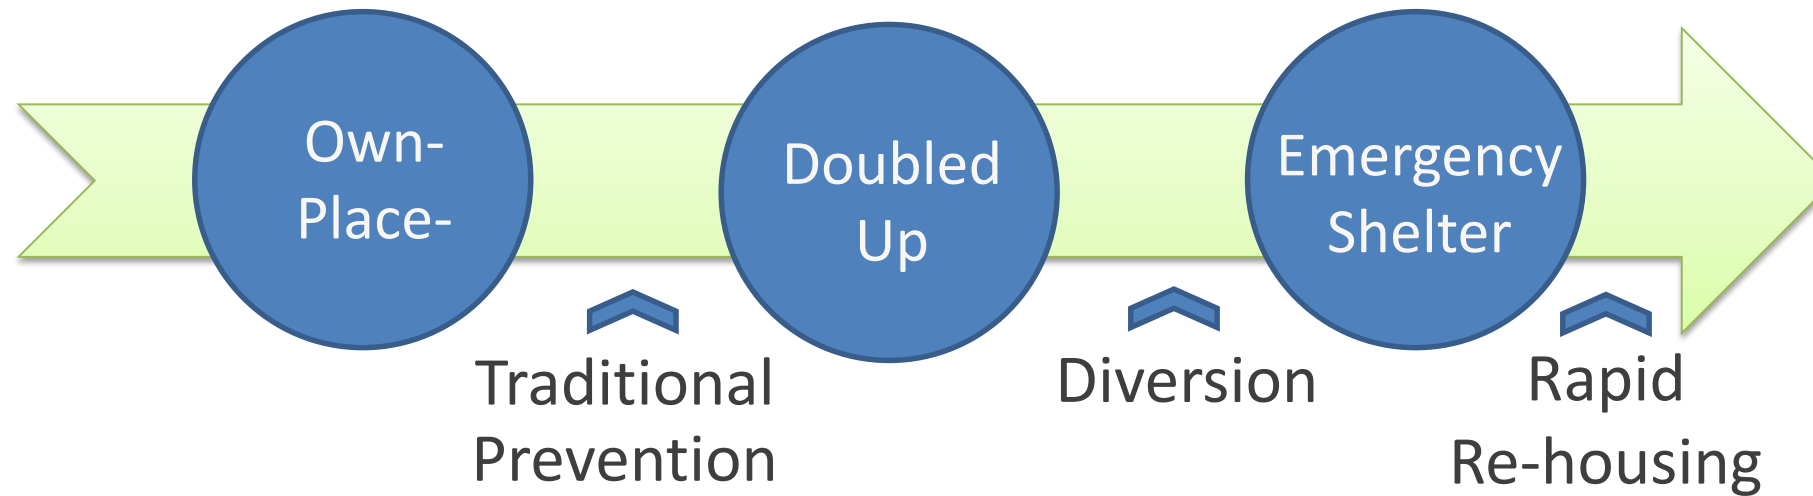 Own-
Place-
Doubled
Up
Emergency
Shelter
Traditional
Prevention
Diversion
Rapid
Re-housing